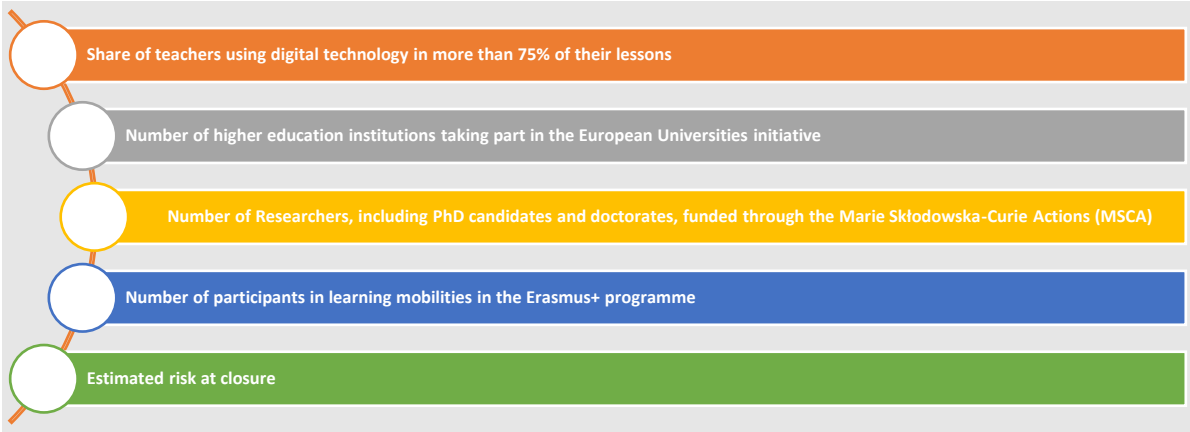 Share of teachers using digital technology in more than 75% of their lessons
Number of higher education institutions taking part in the European Universities initiative
Number of Researchers, including PhD candidates and doctorates, funded through the Marie Skłodowska-Curie Actions (MSCA)
Number of participants in learning mobilities in the Erasmus+ programme
Estimated risk at closure